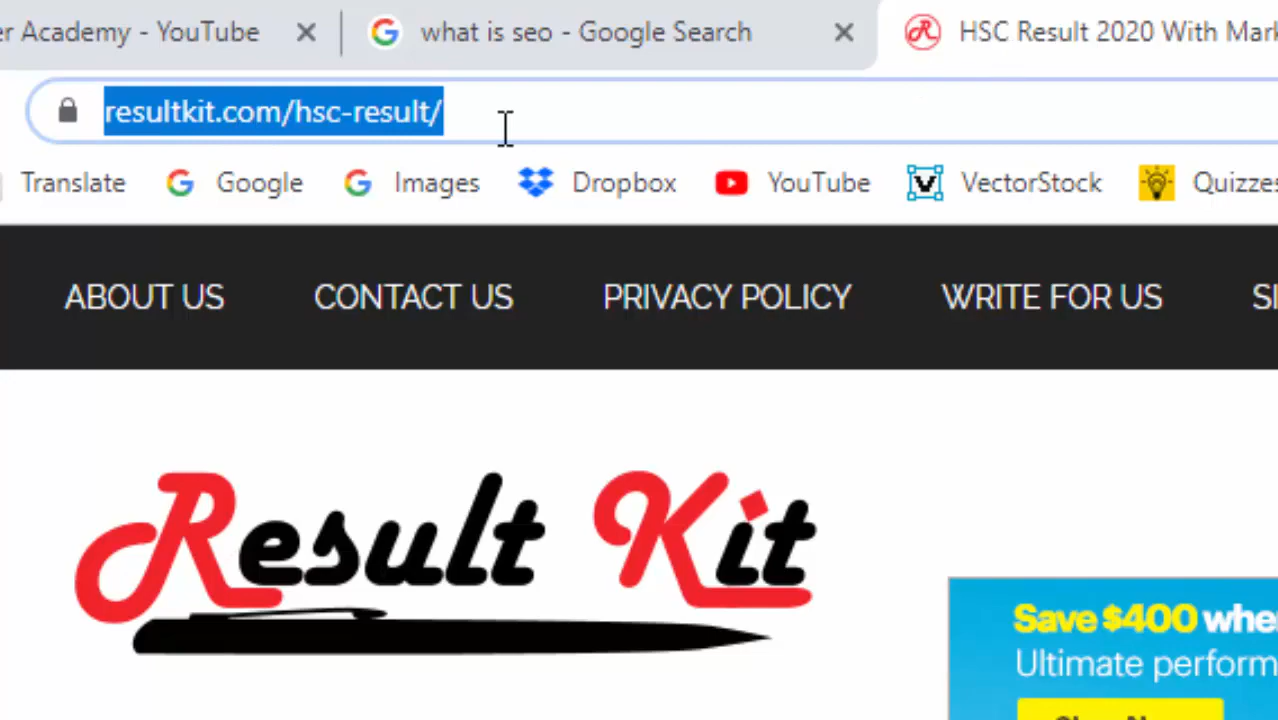 er Academy - YouTube
what is seo - Google Search
HSC Result 2020 With Mark
resultkit.com/hsc-result/
Translate Google Images Dropbox YouTube VectorStock Quizzes
ABOUT US CONTACT US PRIVACY POLICY WRITE FOR US
Result Kit
Save $400 when
Ultimate perform